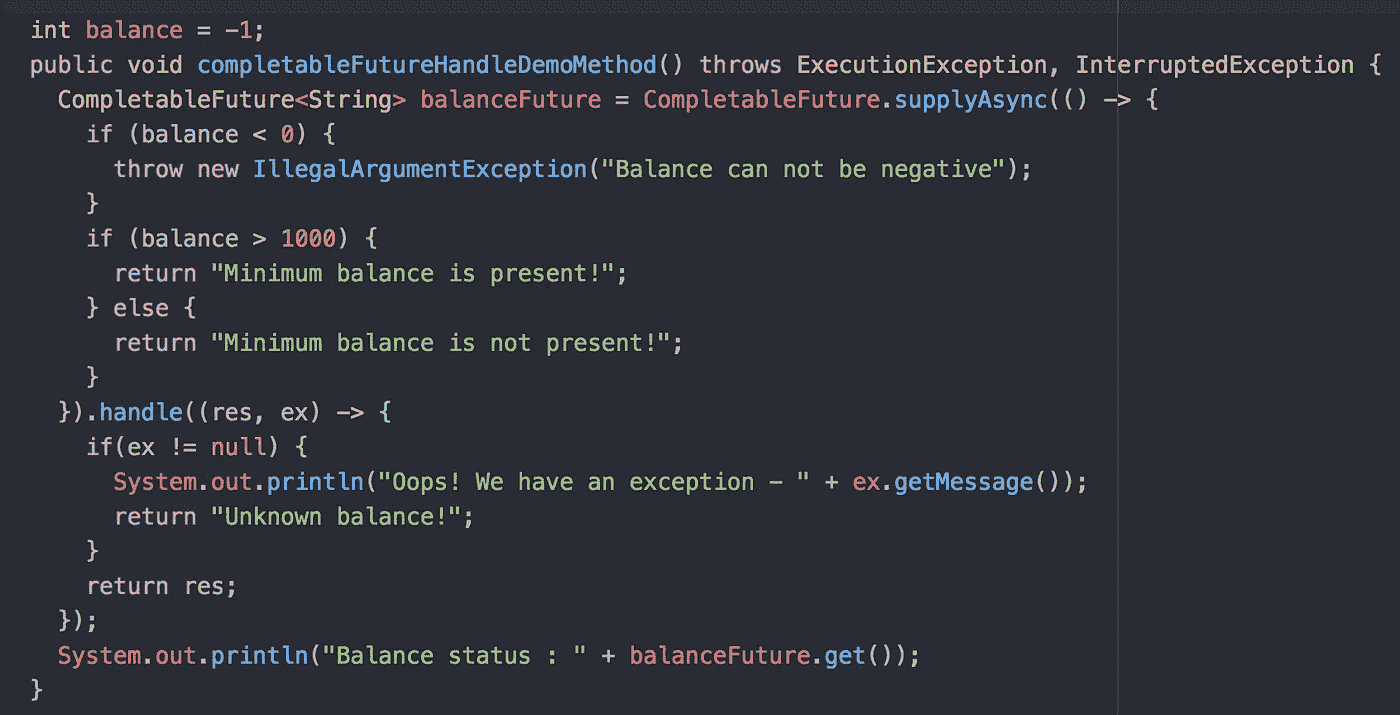 int balance = -1;
public void completableFutureHandleDemoMethod() throws ExecutionException, InterruptedException {
  CompletableFuture<String> balanceFuture = CompletableFuture.supplyAsync(() -> {
    if (balance < 0) {
      throw new IllegalArgumentException("Balance can not be negative");
    }
    if (balance > 1000) {
      return "Minimum balance is present!";
    } else {
      return "Minimum balance is not present!";
    }
  }).handle((res, ex) -> {
    if(ex != null) {
      System.out.println("Oops! We have an exception - " + ex.getMessage());
      return "Unknown balance!";
    }
    return res;
  });
  System.out.println("Balance status : " + balanceFuture.get());
}